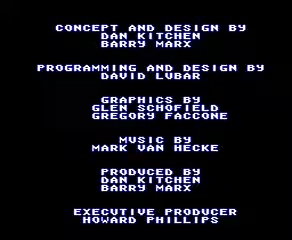 CONCEPT AND DESIGN BY
DAN KITCHEN
BARRY MARX
PROGRAMMING AND DESIGN BY
DAVID LUBAR
GRAPHICS BY
GLEN SCHOFIELD
GREGORY FACCONE
MUSIC BY
MARK VAN HECKE
PRODUCED BY
DAN KITCHEN
BARRY MARX
EXECUTIVE PRODUCER
HOWARD PHILLIPS